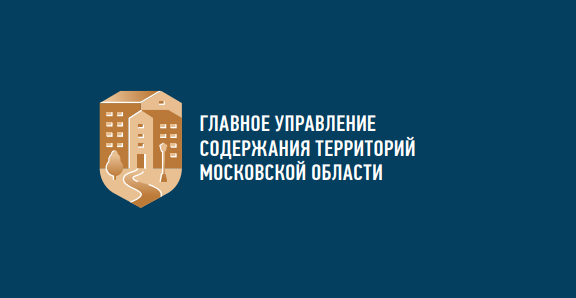 ГЛАВНОЕ УПРАВЛЕНИЕ
СОДЕРЖАНИЯ ТЕРРИТОРИЙ
МОСКОВСКОЙ ОБЛАСТИ